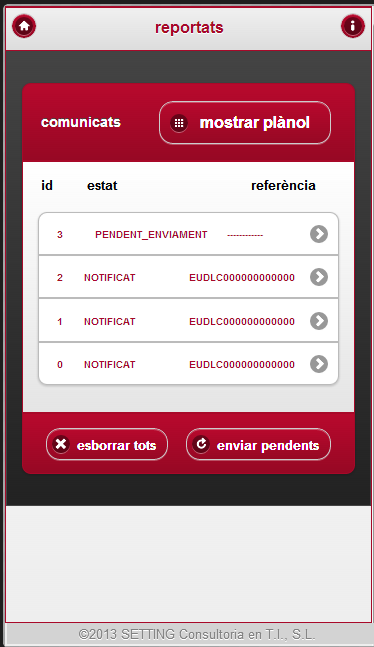 reportats
comunicats mostrar plànol
id estat referència
3 PENDENT_ENVIAMENT ------------
2 NOTIFICAT EUDLC000000000000
1 NOTIFICAT EUDLC000000000000
0 NOTIFICAT EUDLC000000000000
esborrar tots enviar pendents
©2013 SETTING Consultoria en T.I., S.L.